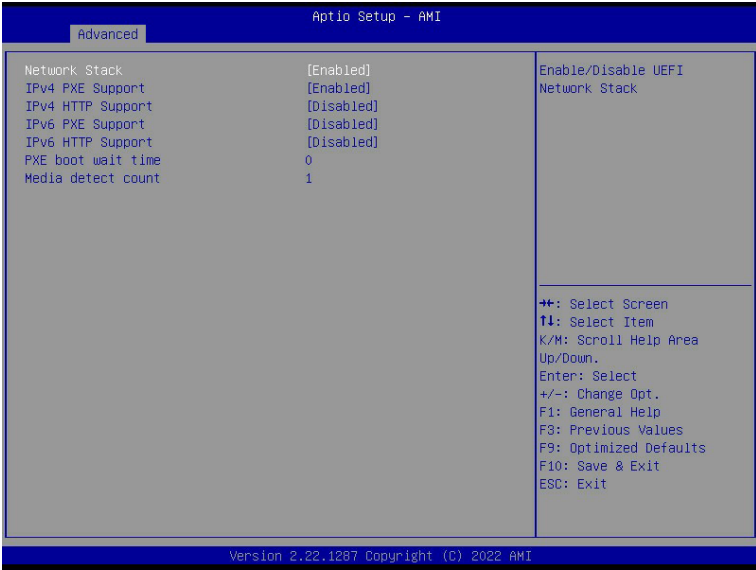 Aptio Setup – AMI
Advanced
Network Stack [Enabled]
IPv4 PXE Support [Enabled]
IPv4 HTTP Support [Disabled]
IPv6 PXE Support [Disabled]
IPv6 HTTP Support [Disabled]
PXE boot wait time 0
Media detect count 1
Enable/Disable UEFI
Network Stack
→←: Select Screen
↑↓: Select Item
K/M: Scroll Help Area
Up/Down.
Enter: Select
+/-: Change Opt.
F1: General Help
F3: Previous Values
F9: Optimized Defaults
F10: Save & Exit
ESC: Exit
Version 2.22.1287 Copyright (C) 2022 AMI